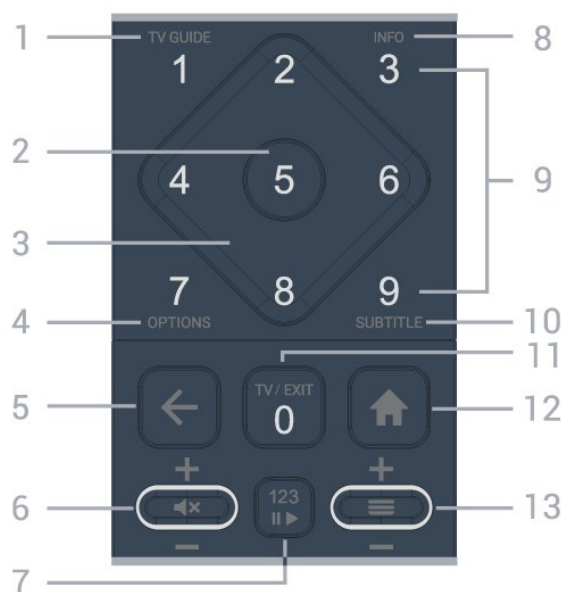 1 TV GUIDE INFO 8
1 2 3
2 9
4 5 6
3
7 8 9
4 OPTIONS SUBTITLE 10
11
TV / EXIT
5 0 12
+ +
6 13
123
- -
7